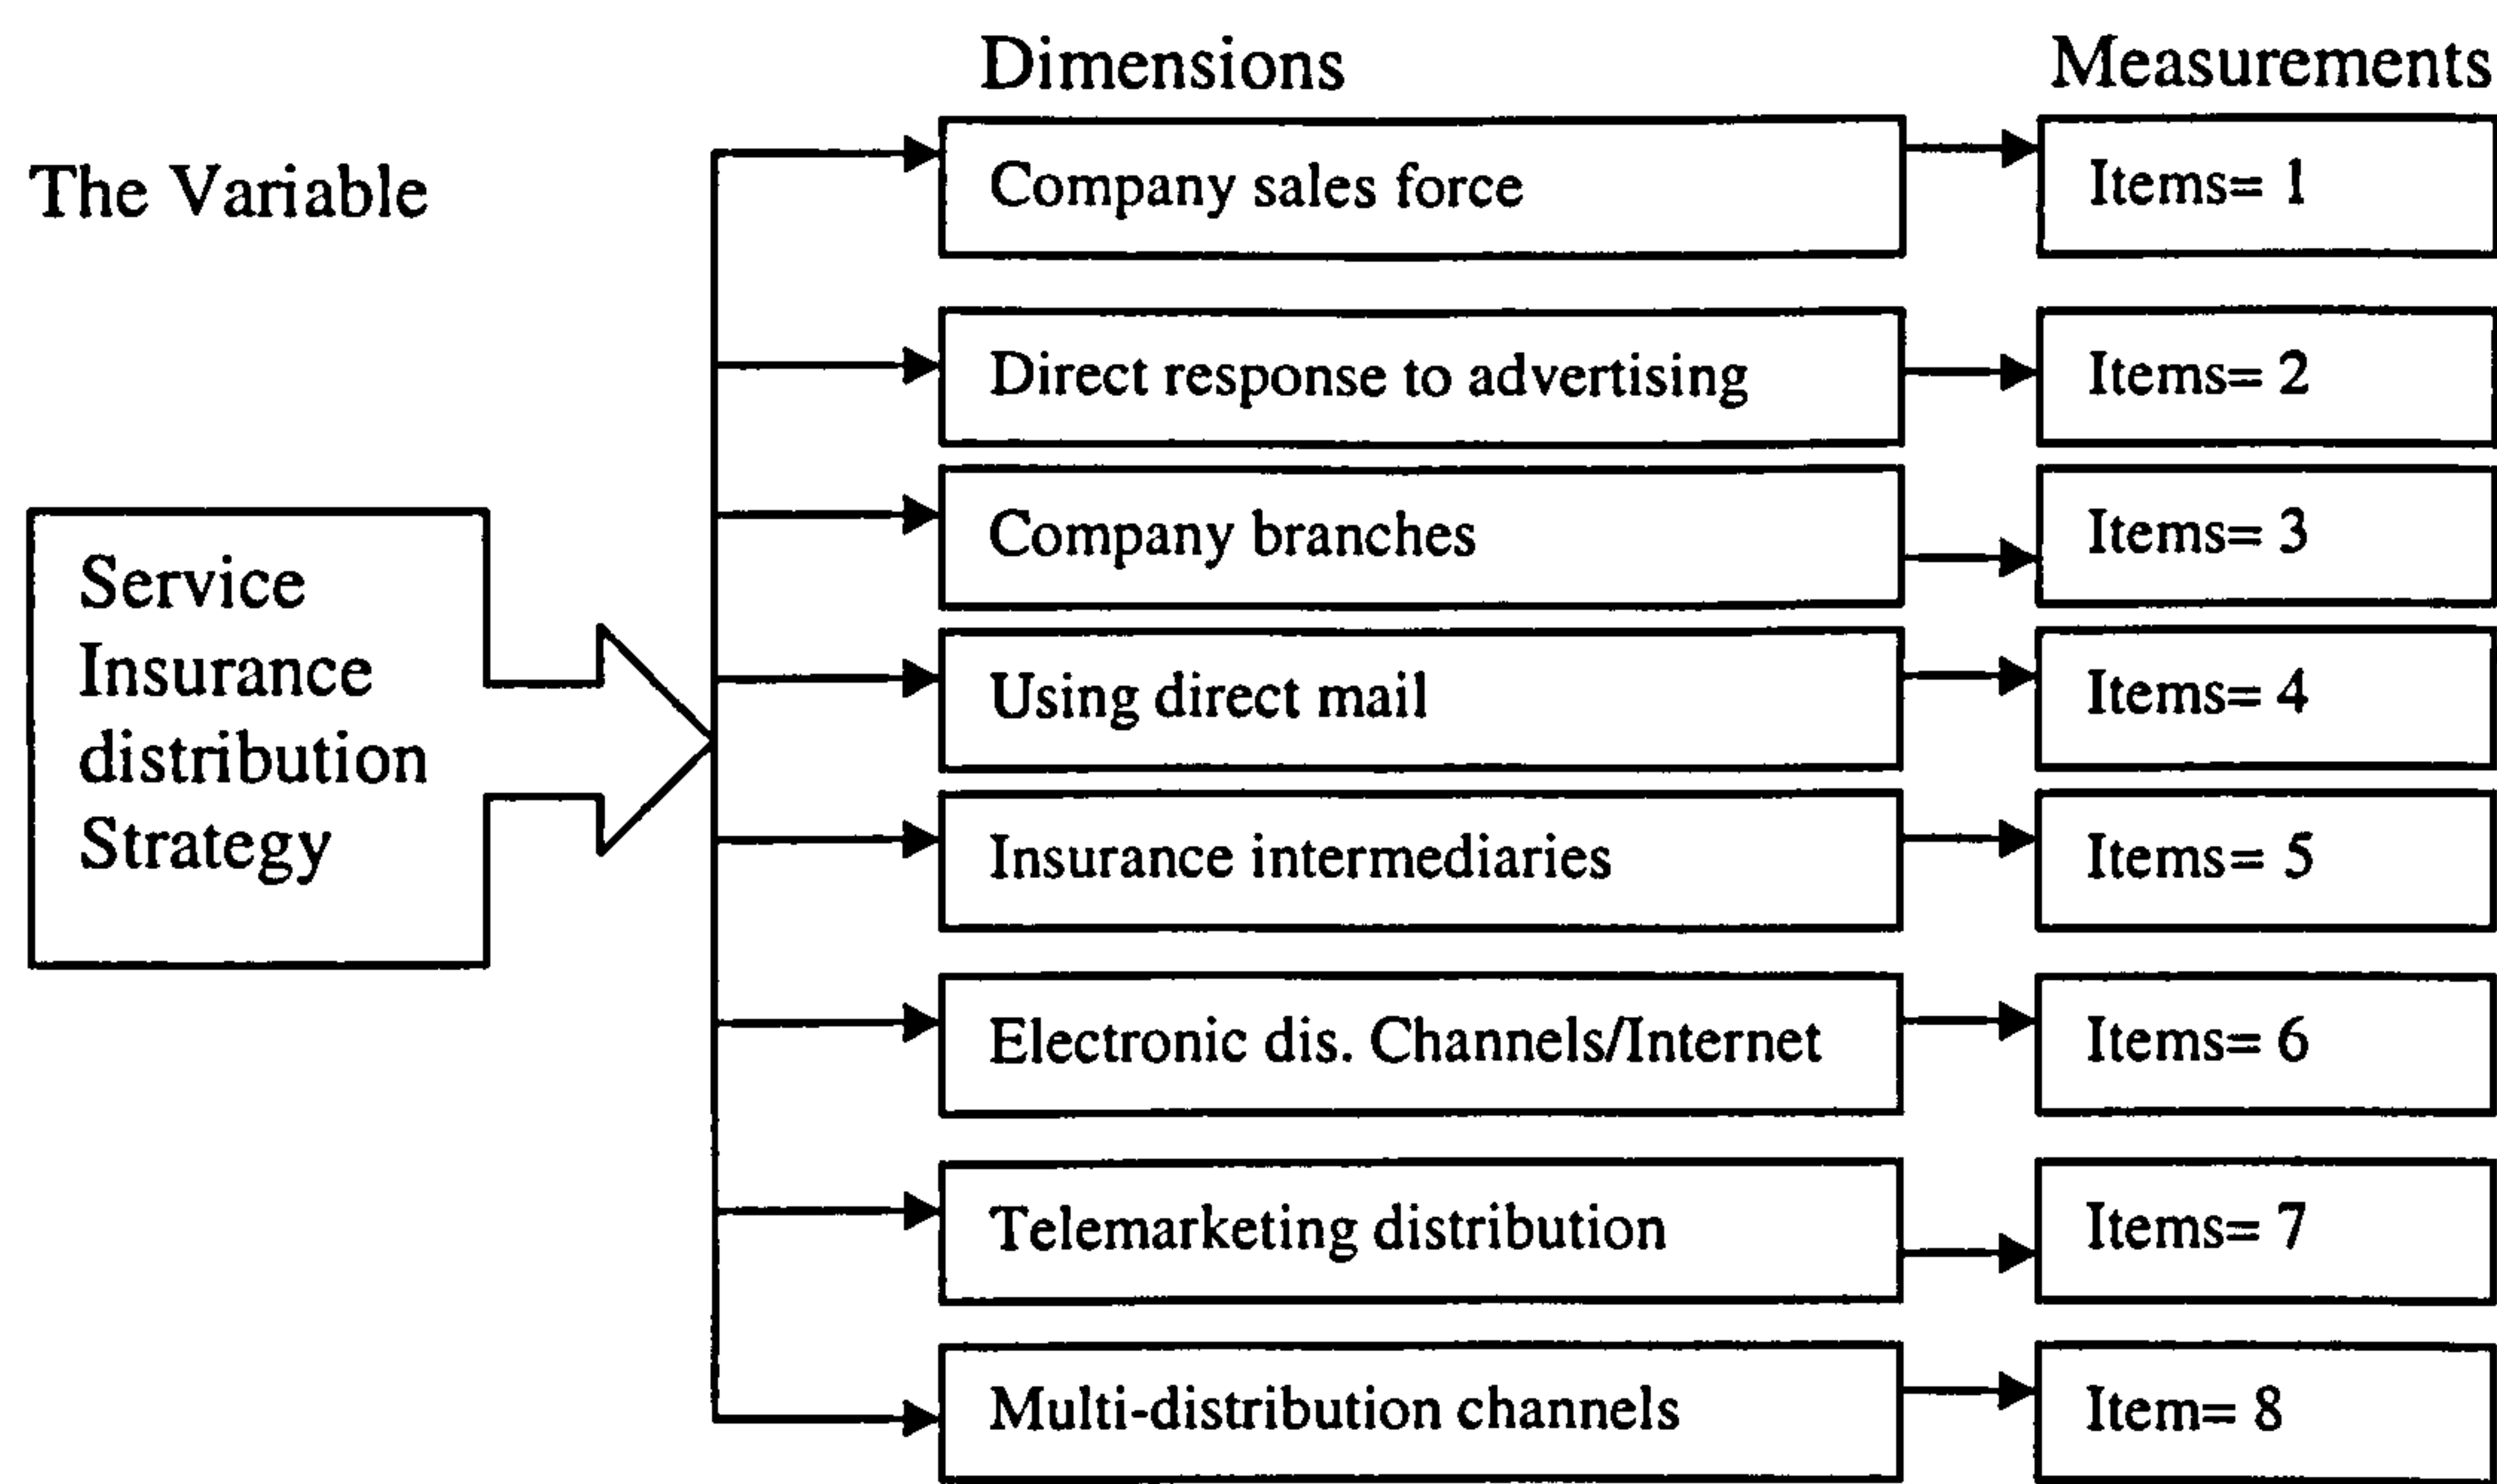 Dimensions
Measurements
The Variable
Company sales force
Items= 1
Direct response to advertising
Items= 2
Company branches
Items= 3
Service
Insurance
distribution
Strategy
Using direct mail
Items= 4
Insurance intermediaries
Items= 5
Electronic dis. Channels/Internet
Items= 6
Telemarketing distribution
Items= 7
Multi-distribution channels
Item= 8